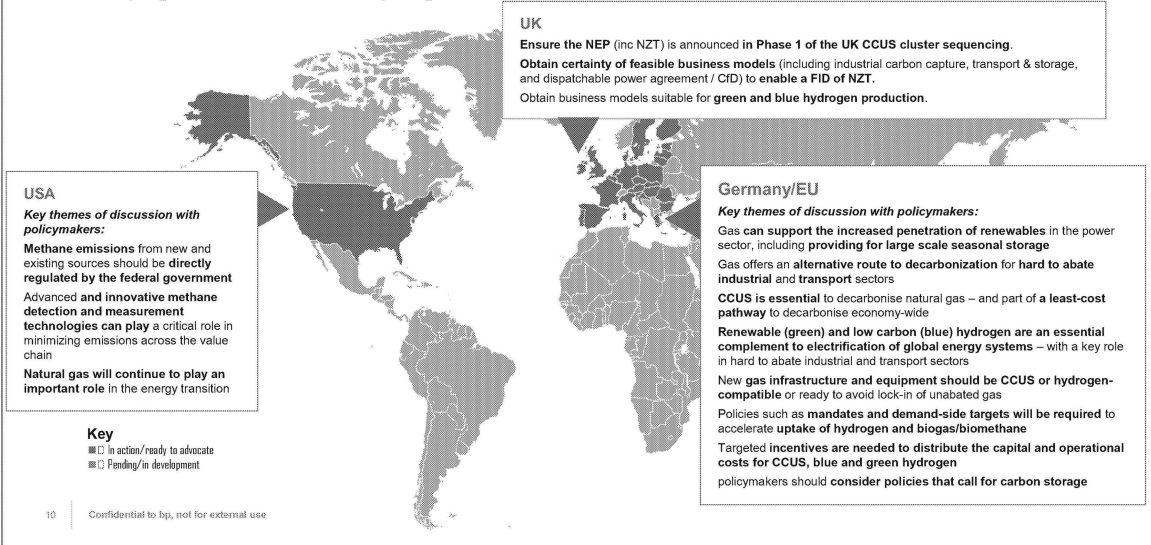 UK
Ensure the NEP (inc NZT) is announced in Phase 1 of the UK CCUS cluster sequencing.
Obtain certainty of feasible business models (including industrial carbon capture, transport & storage,
and dispatchable power agreement / CfD) to enable a FID of NZT.
Obtain business models suitable for green and blue hydrogen production.
USA
Key themes of discussion with
policymakers:
Methane emissions from new and
existing sources should be directly
regulated by the federal government
Advanced and innovative methane
detection and measurement
technologies can play a critical role in
minimizing emissions across the value
chain
Natural gas will continue to play an
important role in the energy transition
Germany/EU
Key themes of discussion with policymakers:
Gas can support the increased penetration of renewables in the power
sector, including providing for large scale seasonal storage
Gas offers an alternative route to decarbonization for hard to abate
industrial and transport sectors
CCUS is essential to decarbonise natural gas – and part of a least-cost
pathway to decarbonise economy-wide
Renewable (green) and low carbon (blue) hydrogen are an essential
complement to electrification of global energy systems – with a key role
in hard to abate industrial and transport sectors
New gas infrastructure and equipment should be CCUS or hydrogen-
compatible or ready to avoid lock-in of unabated gas
Policies such as mandates and demand-side targets will be required to
accelerate uptake of hydrogen and biogas/biomethane
Targeted incentives are needed to distribute the capital and operational
costs for CCUS, blue and green hydrogen
policymakers should consider policies that call for carbon storage
Key
In action/ready to advocate
Pending/in development
10
Confidential to bp, not for external use